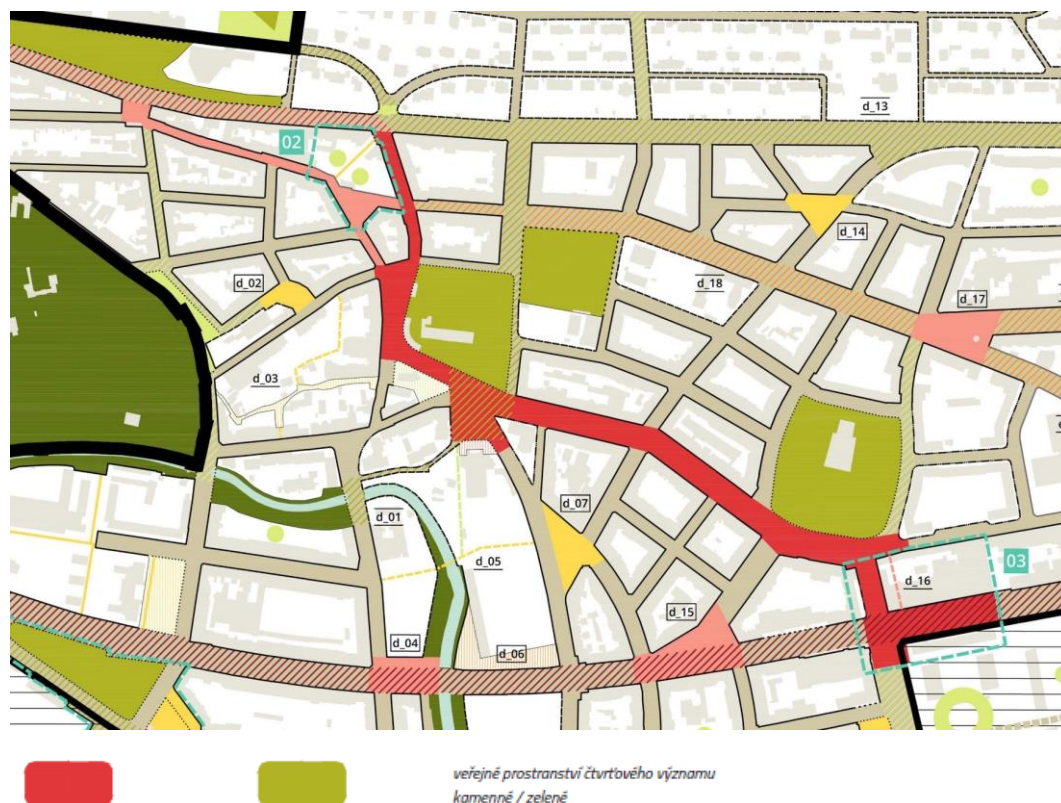 d_13
02
d_14
d_02
d_18
d_17
d_03
d_07
d_01
d_05
03
d_16
d_15
d_04
d_06
veřejné prostranství čtvrťového významu
kamenné / zelené